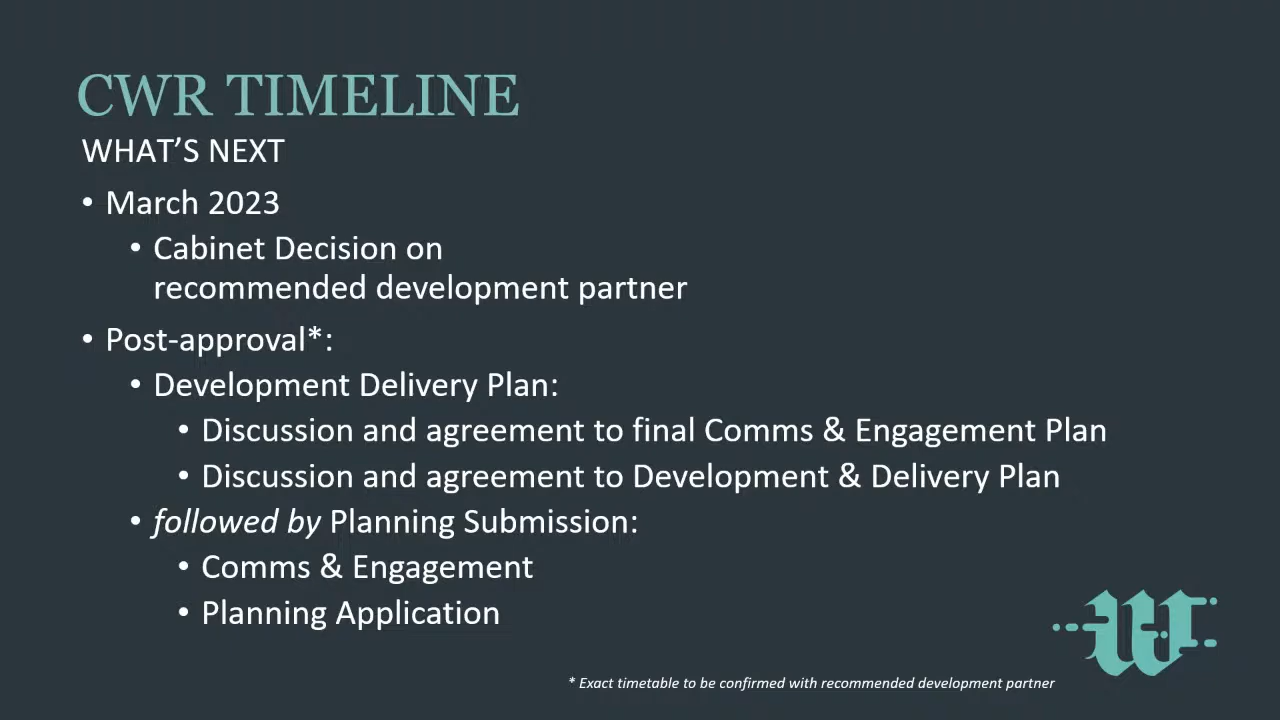 CWR TIMELINE
WHAT’S NEXT
• March 2023
• Cabinet Decision on
recommended development partner
• Post-approval*:
• Development Delivery Plan:
• Discussion and agreement to final Comms & Engagement Plan
• Discussion and agreement to Development & Delivery Plan
• followed by Planning Submission:
• Comms & Engagement
• Planning Application
W
* Exact timetable to be confirmed with recommended development partner